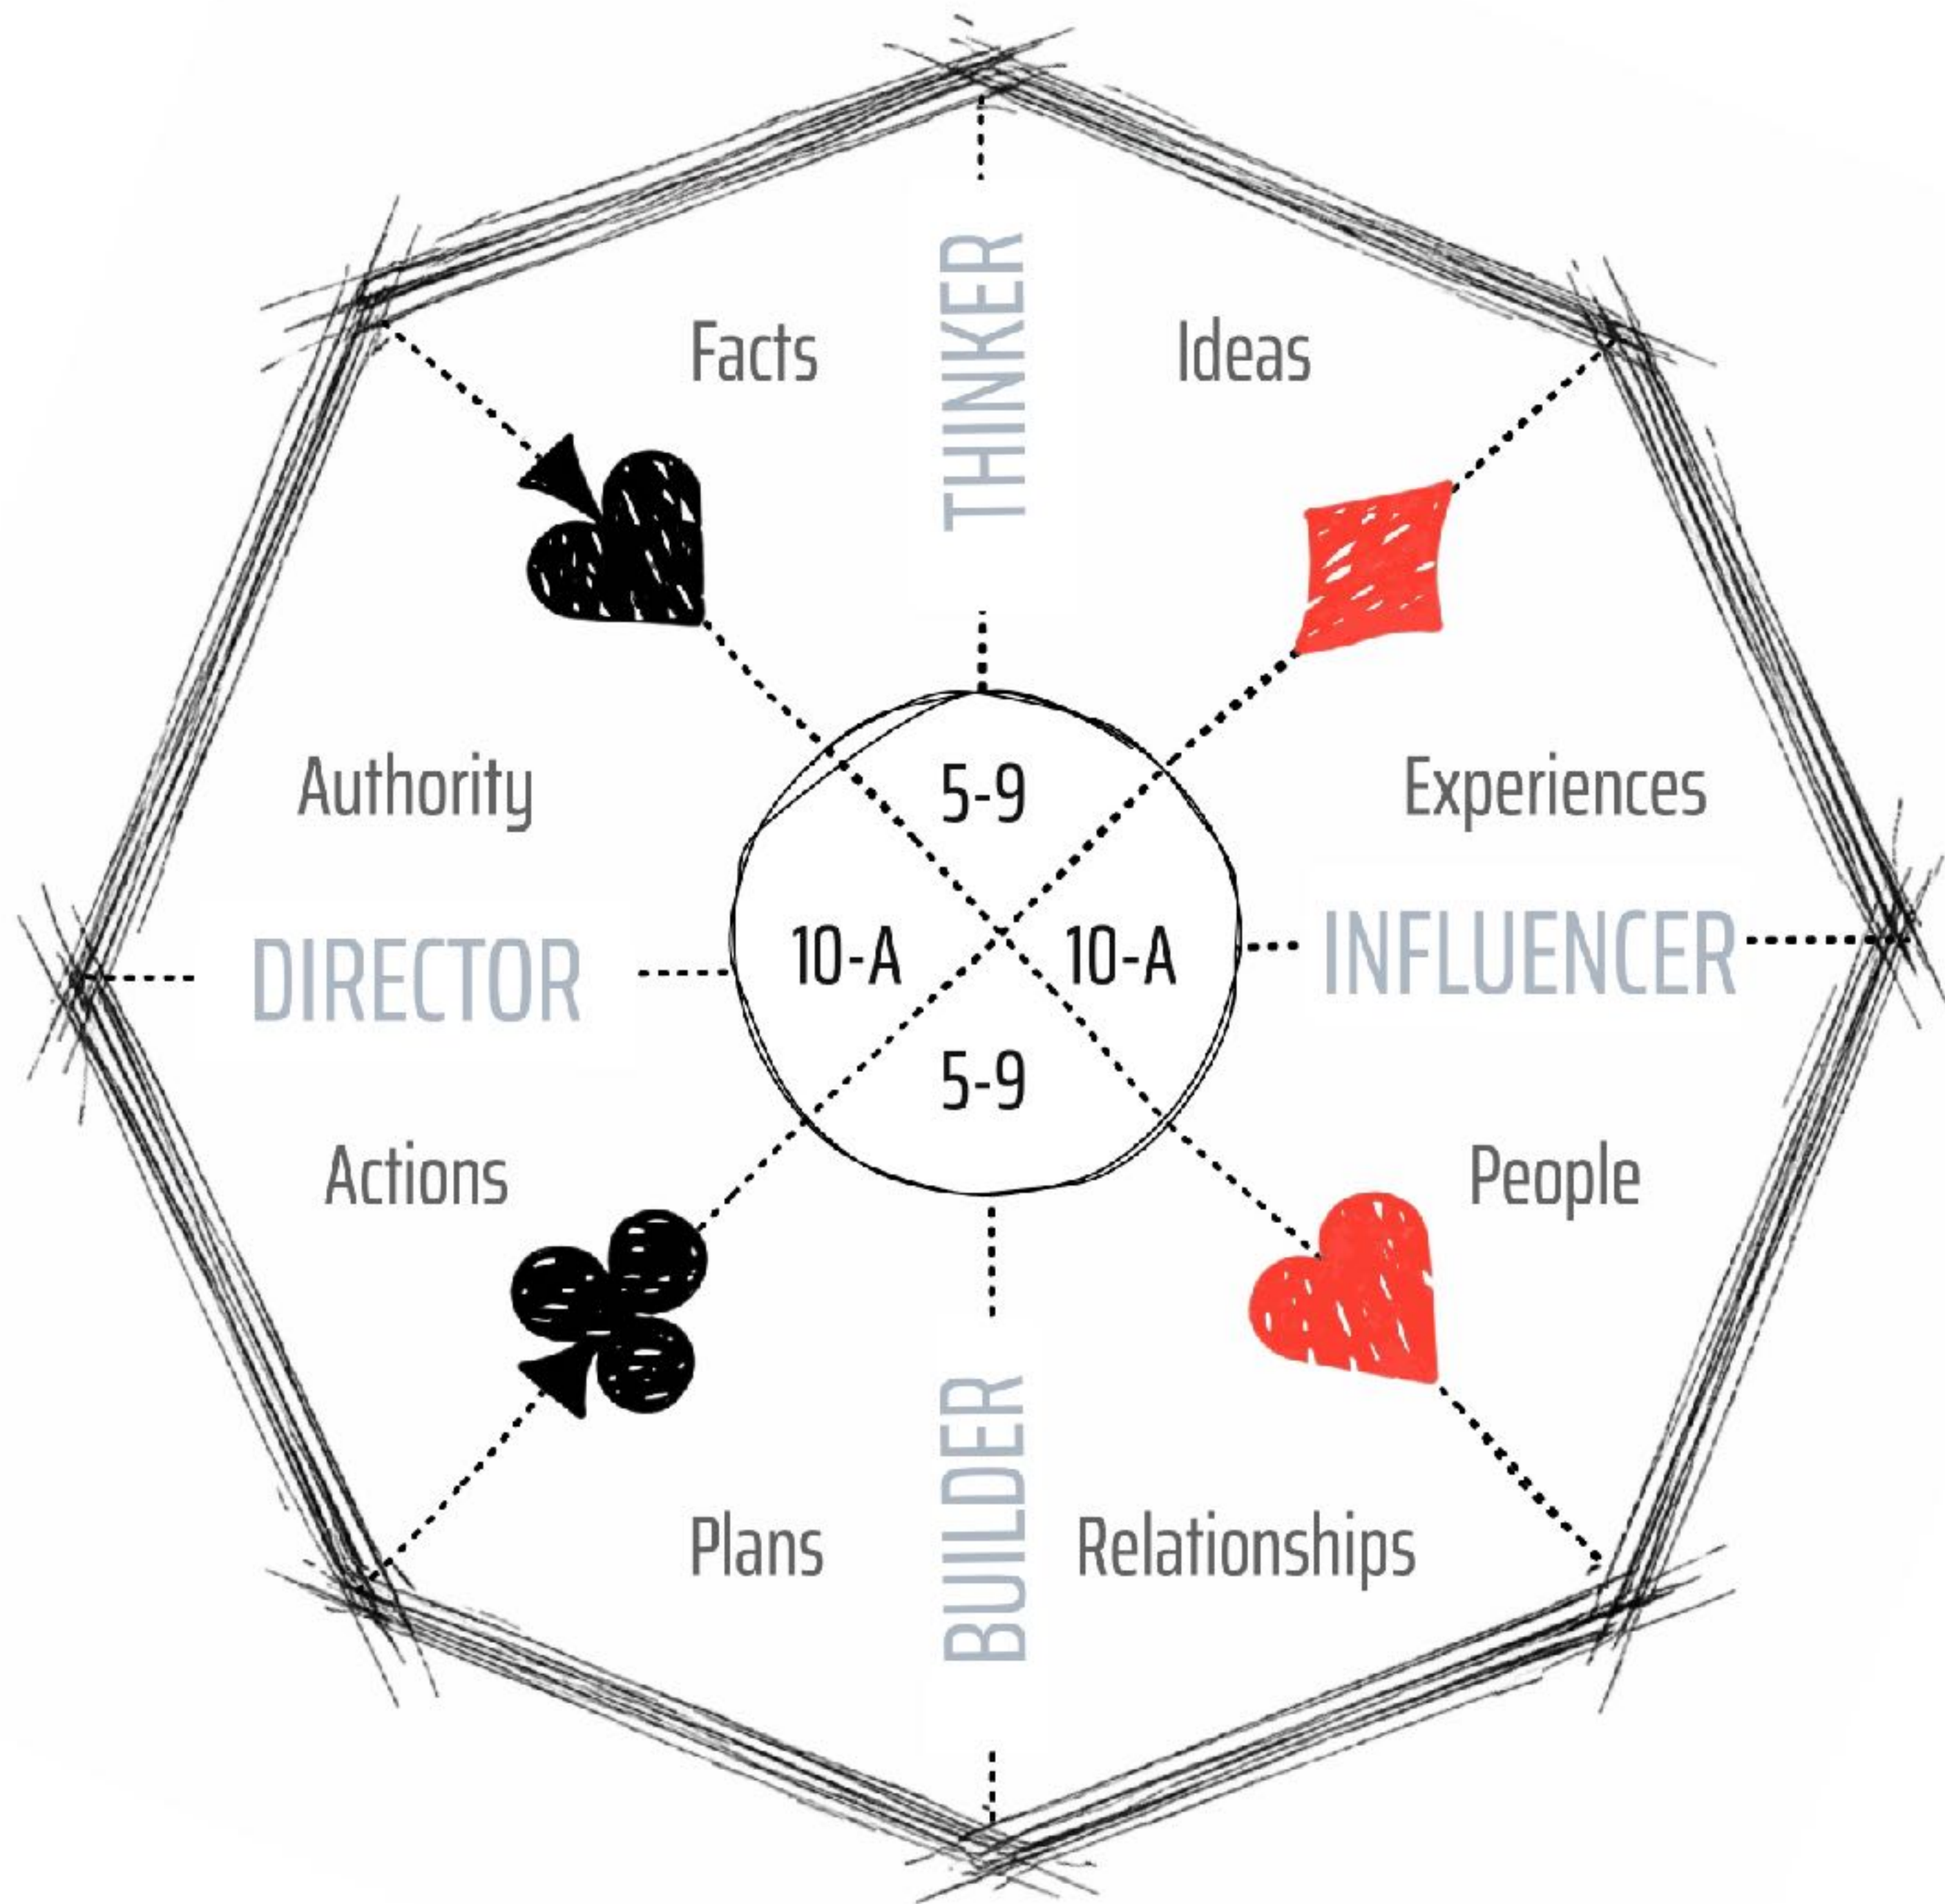 THINKER
Facts
Ideas
Authority
5-9
Experiences
DIRECTOR
10-A
10-A
INFLUENCER
5-9
Actions
People
BUILDER
Plans
Relationships